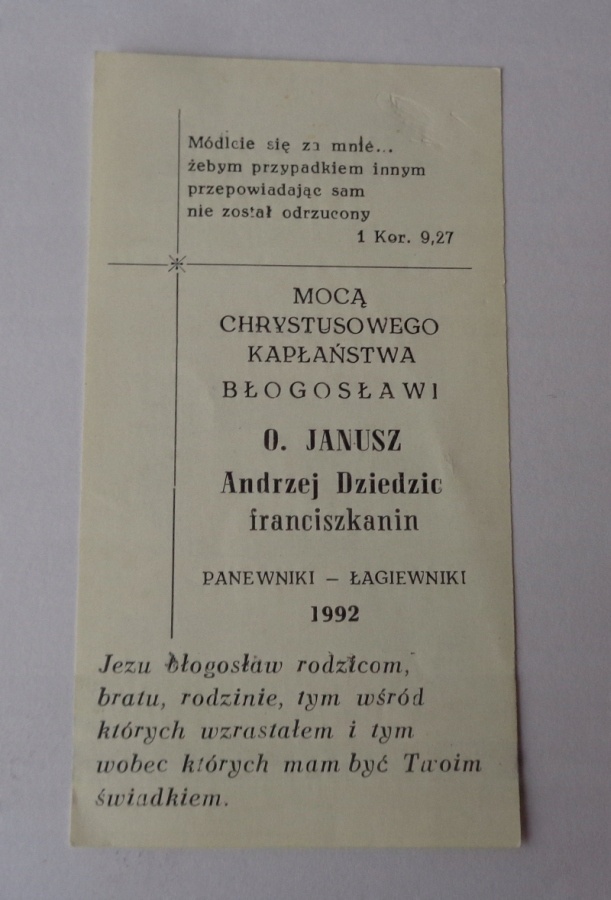 Módlcie się za mnie...
żebym przypadkiem innym
przepowiadając sam
nie został odrzucony
1 Kor. 9,27
MOCĄ
CHRYSTUSOWEGO
KAPŁAŃSTWA
BŁOGOSŁAWI
O. JANUSZ
Andrzej Dziedzic
franciszkanin
PANEWNIKI – ŁAGIEWNIKI
1992
Jezu błogosław rodzicom,
bratu, rodzinie, tym wśród
których wzrastałem i tym
wobec których mam być Twoim
świadkiem.